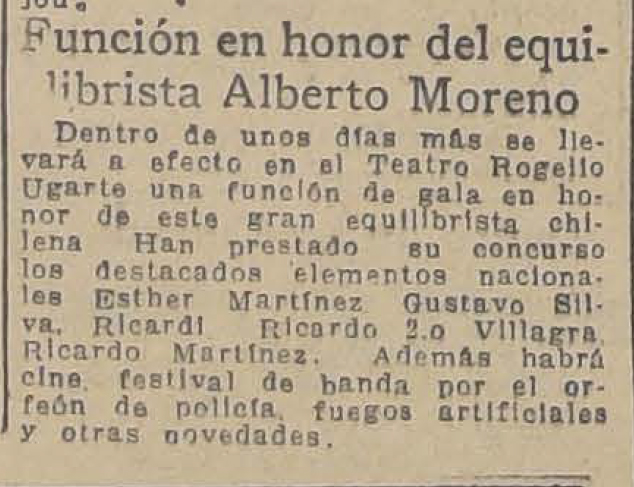 Función en honor del equi-
librista Alberto Moreno
Dentro de unos días más se lle-
vará a efecto en el Teatro Rogelio
Ugarte una función de gala en ho-
nor de este gran equilibrista chi-
lena Han prestado su concurso
los destacados elementos naciona-
les Esther Martínez Gustavo Sil-
va, Ricardi Ricardo 2.o Villagra
Ricardo Martínez. Además habrá
cine, festival de banda por el or-
feón de policía, fuegos artificiales
y otras novedades.